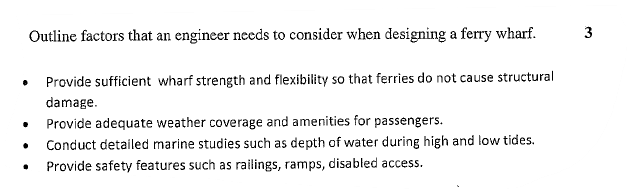 Outline factors that an engineer needs to consider when designing a ferry wharf. 3
• Provide sufficient wharf strength and flexibility so that ferries do not cause structural
damage.
• Provide adequate weather coverage and amenities for passengers.
• Conduct detailed marine studies such as depth of water during high and low tides.
• Provide safety features such as railings, ramps, disabled access.